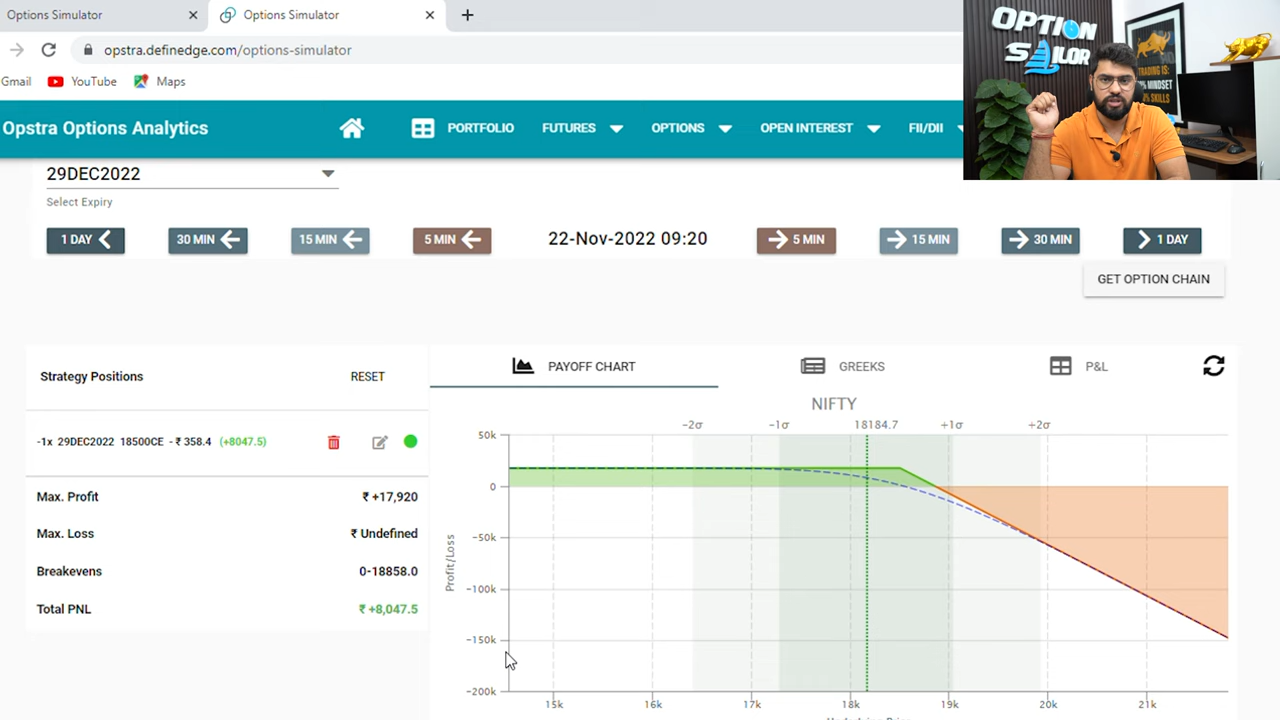 Options Simulator
Options Simulator
opstra.definedge.com/options-simulator
Gmail YouTube Maps
OPTION
SAILOR
TRADING IS:
MINDSET
SKILLS
Opstra Options Analytics
PORTFOLIO FUTURES OPTIONS OPEN INTEREST FII/DII
29DEC2022
Select Expiry
1 DAY 30 MIN 15 MIN 5 MIN 22-Nov-2022 09:20 5 MIN 15 MIN 30 MIN 1 DAY
GET OPTION CHAIN
Strategy Positions RESET
PAYOFF CHART GREEKS P&L
NIFTY
-2σ -1σ 18184.7 +1σ +2σ
-1x 29DEC2022 18500CE - ₹ 358.4 (+8047.5)
Max. Profit ₹ +17,920
Max. Loss ₹ Undefined
Breakevens 0-18858.0
Total PNL ₹ +8,047.5
Profit/Loss
50k
0
−50k
−100k
−150k
−200k
15k 16k 17k 18k 19k 20k 21k